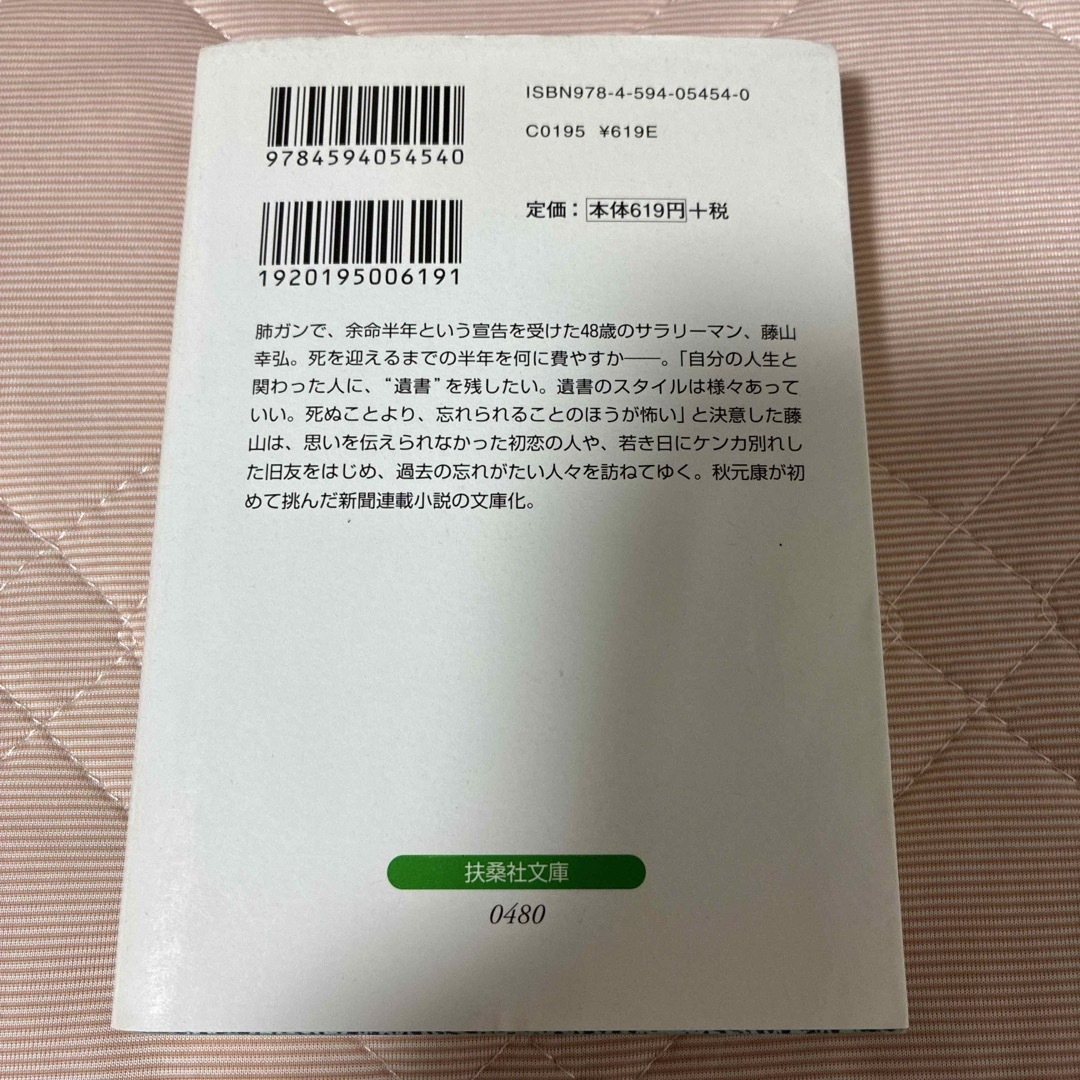 ISBN978-4-594-05454-0
C0195 ¥619E
9784594054540
定価：本体619円+税
1920195006191
肺ガンで、余命半年という宣告を受けた48歳のサラリーマン、藤山
幸弘。死を迎えるまでの半年を何に費やすか――。「自分の人生と
関わった人に、“遺書”を残したい。遺書のスタイルは様々あって
いい。死ぬことより、忘れられることのほうが怖い」と決意した藤
山は、思いを伝えられなかった初恋の人や、若き日にケンカ別れし
た旧友をはじめ、過去の忘れがたい人々を訪ねてゆく。秋元康が初
めて挑んだ新聞連載小説の文庫化。
扶桑社文庫
0480